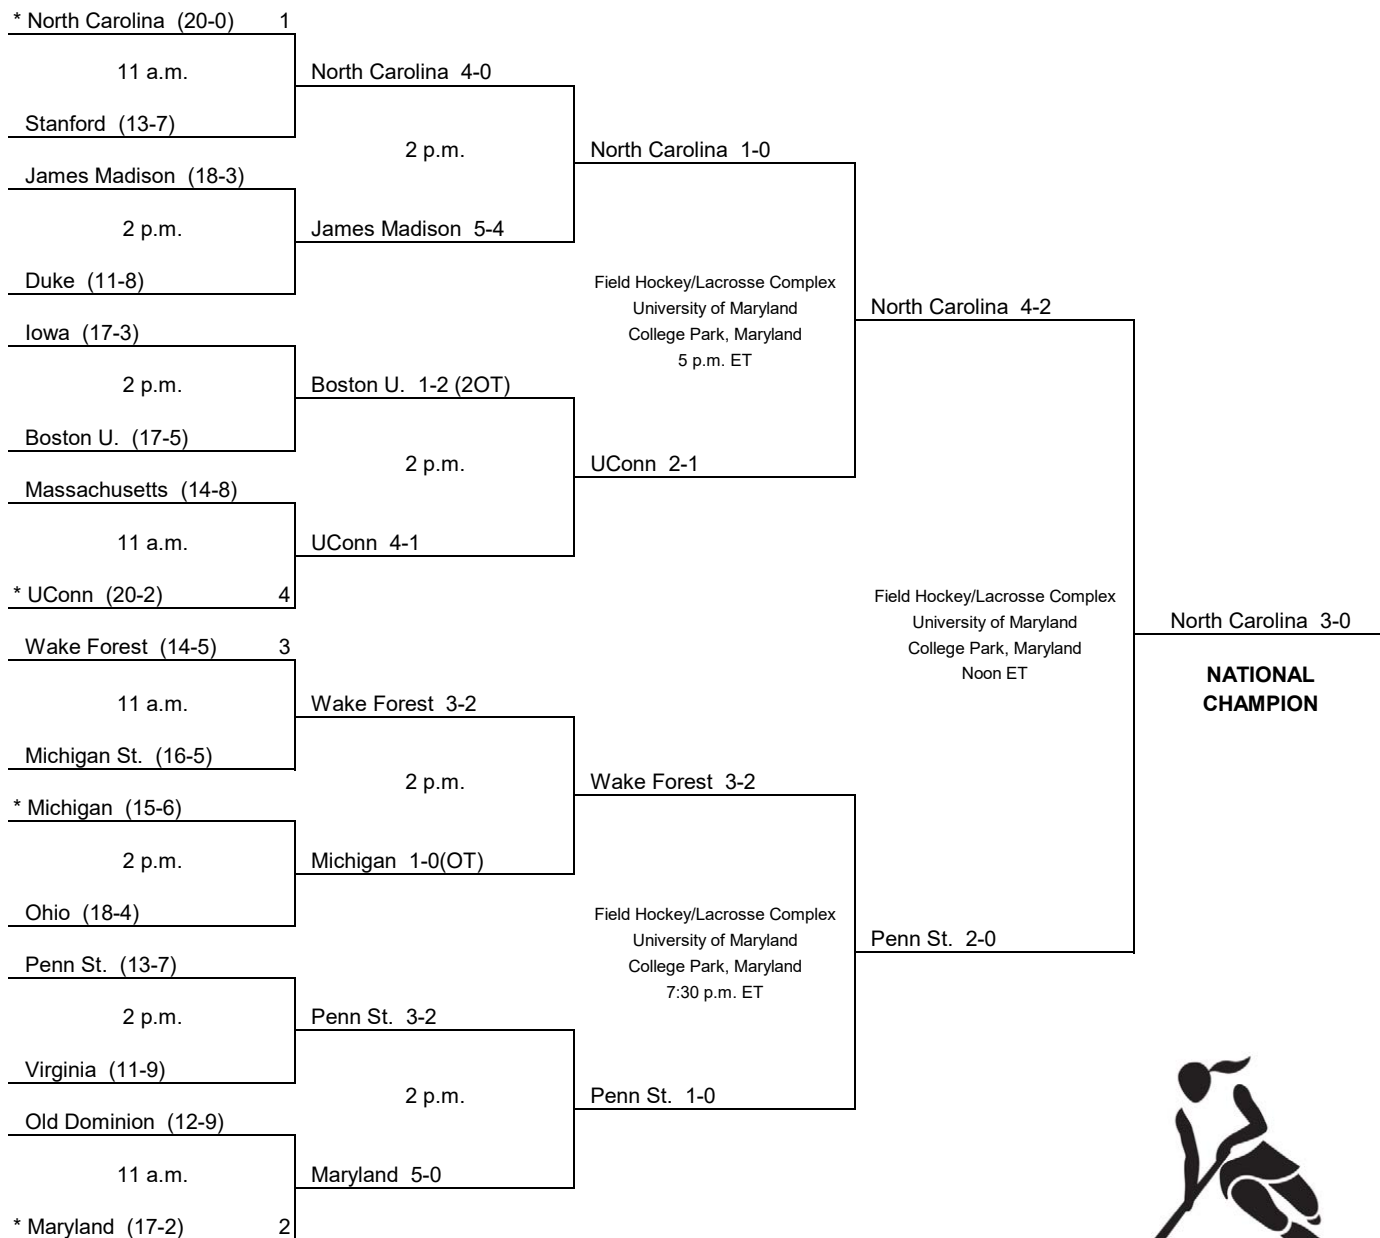 * North Carolina (20-0) 1
11 a.m.
Stanford (13-7)
James Madison (18-3)
2 p.m.
Duke (11-8)
Iowa (17-3)
2 p.m.
Boston U. (17-5)
Massachusetts (14-8)
11 a.m.
* UConn (20-2) 4
Wake Forest (14-5) 3
11 a.m.
Michigan St. (16-5)
* Michigan (15-6)
2 p.m.
Ohio (18-4)
Penn St. (13-7)
2 p.m.
Virginia (11-9)
Old Dominion (12-9)
11 a.m.
* Maryland (17-2) 2
North Carolina 4-0
2 p.m.
James Madison 5-4
Boston U. 1-2 (2OT)
2 p.m.
UConn 4-1
Wake Forest 3-2
2 p.m.
Michigan 1-0(OT)
Penn St. 3-2
2 p.m.
Maryland 5-0
North Carolina 1-0
Field Hockey/Lacrosse Complex
University of Maryland
College Park, Maryland
5 p.m. ET
UConn 2-1
Wake Forest 3-2
Field Hockey/Lacrosse Complex
University of Maryland
College Park, Maryland
7:30 p.m. ET
Penn St. 1-0
North Carolina 4-2
Field Hockey/Lacrosse Complex
University of Maryland
College Park, Maryland
Noon ET
Penn St. 2-0
North Carolina 3-0
NATIONAL
CHAMPION